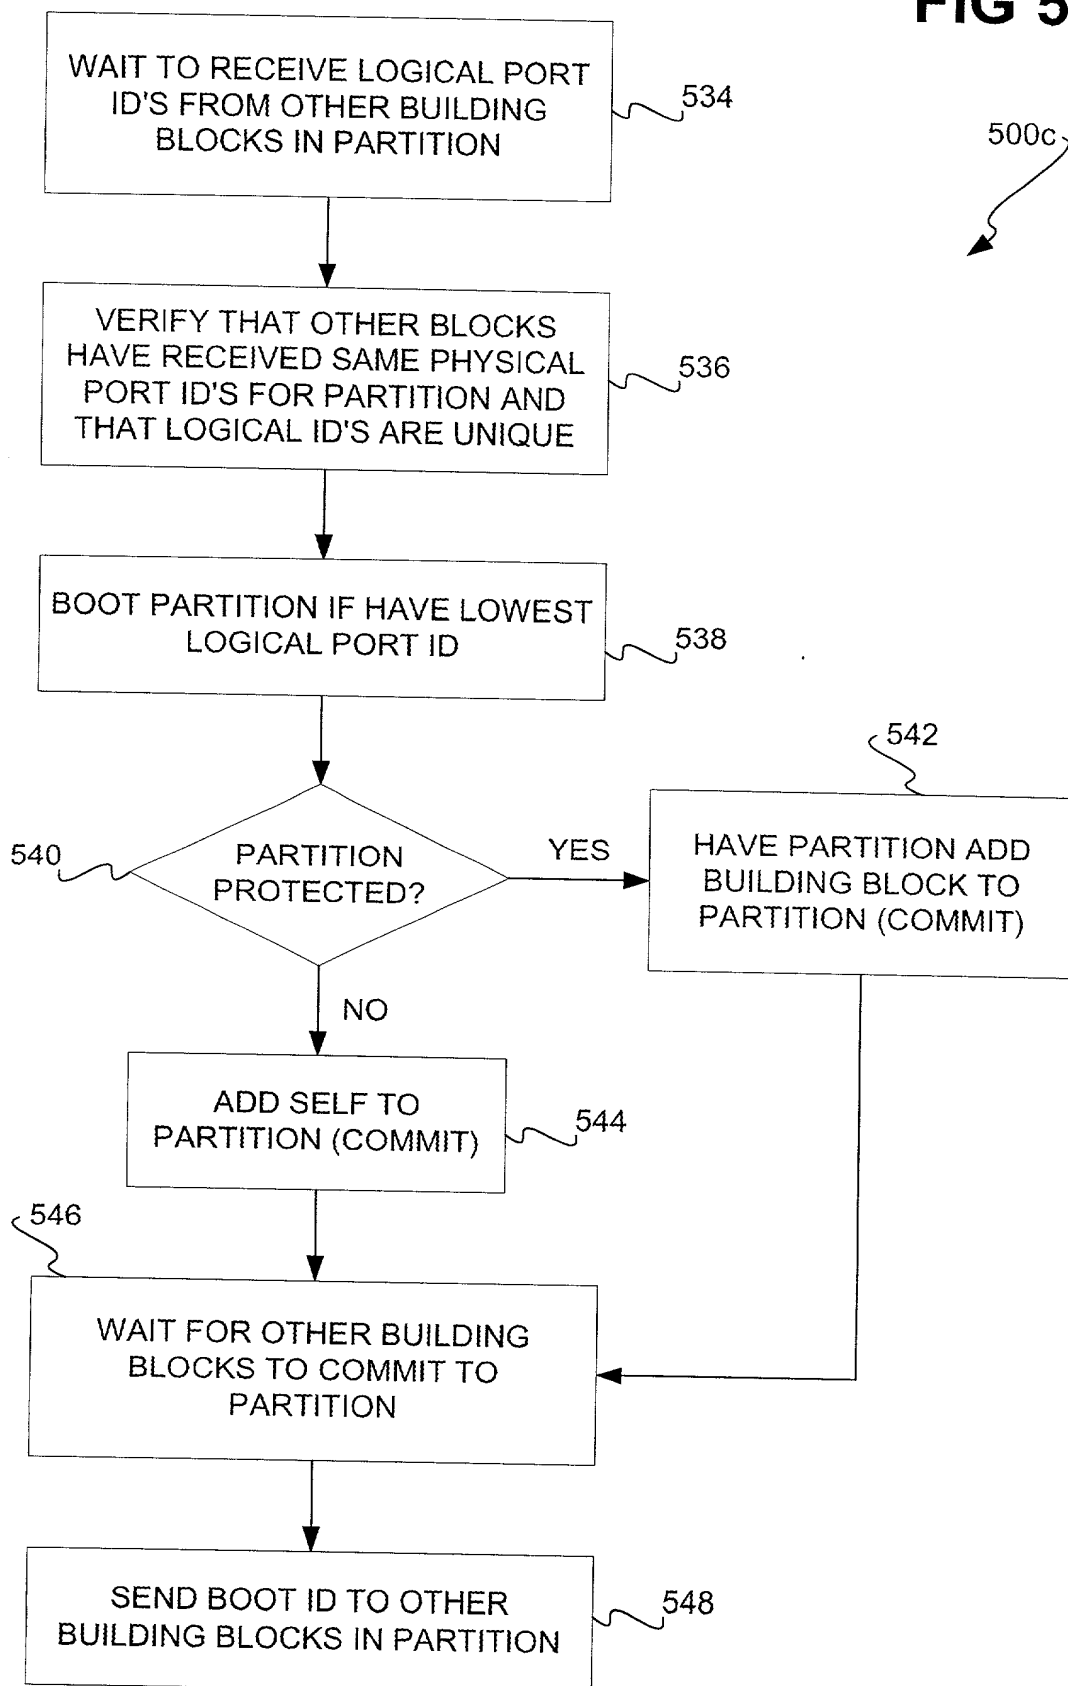 FIG 5
WAIT TO RECEIVE LOGICAL PORT
ID'S FROM OTHER BUILDING
BLOCKS IN PARTITION
534
500c
VERIFY THAT OTHER BLOCKS
HAVE RECEIVED SAME PHYSICAL
PORT ID'S FOR PARTITION AND
THAT LOGICAL ID'S ARE UNIQUE
536
BOOT PARTITION IF HAVE LOWEST
LOGICAL PORT ID
538
542
540
PARTITION
PROTECTED?
YES
HAVE PARTITION ADD
BUILDING BLOCK TO
PARTITION (COMMIT)
NO
ADD SELF TO
PARTITION (COMMIT)
544
546
WAIT FOR OTHER BUILDING
BLOCKS TO COMMIT TO
PARTITION
SEND BOOT ID TO OTHER
BUILDING BLOCKS IN PARTITION
548